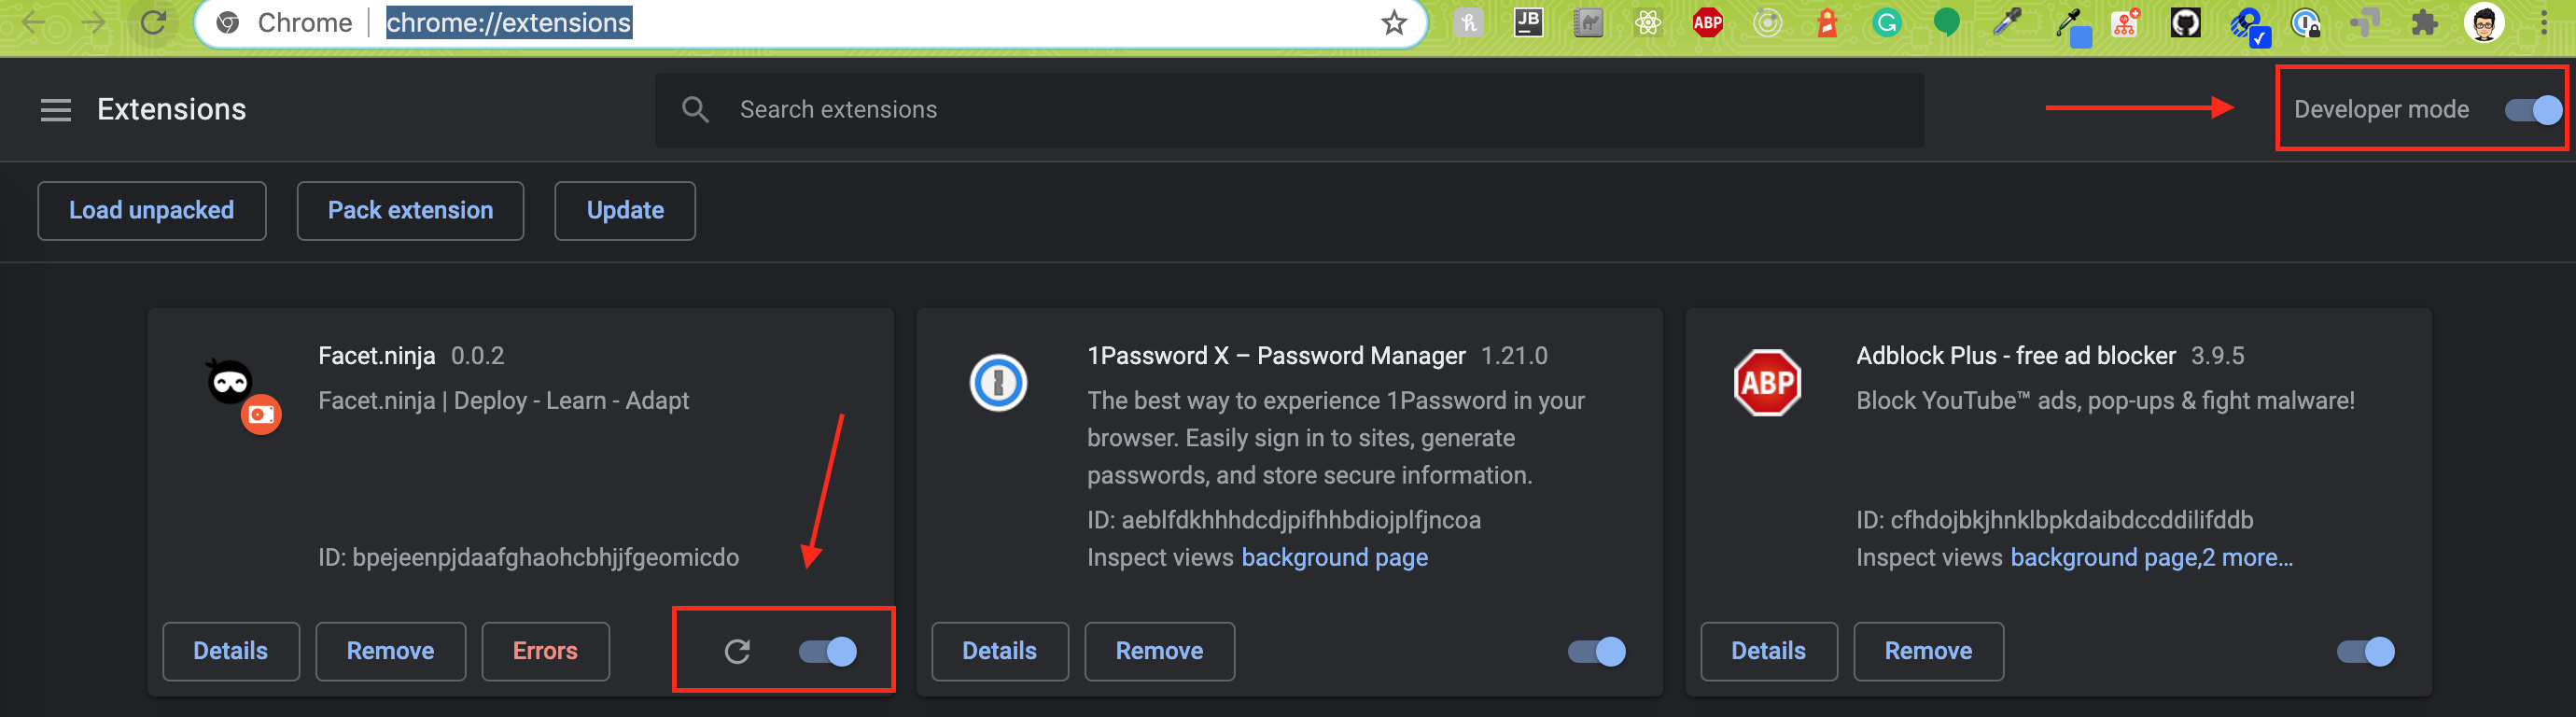 Chrome chrome://extensions
h
JB
ABP
G
Extensions
Search extensions
Developer mode
Load unpacked
Pack extension
Update
Facet.ninja 0.0.2
Facet.ninja | Deploy - Learn - Adapt
ID: bpejeenpjdaafghaohcbhjjfgeomicdo
Details
Remove
Errors
1Password X – Password Manager 1.21.0
The best way to experience 1Password in your
browser. Easily sign in to sites, generate
passwords, and store secure information.
ID: aeblfdkhhhdcdjpifhhbdiojplfjncoa
Inspect views background page
Details
Remove
ABP
Adblock Plus - free ad blocker 3.9.5
Block YouTube™ ads, pop-ups & fight malware!
ID: cfhdojbkjhnklbpkdaibdccddilifddb
Inspect views background page,2 more...
Details
Remove